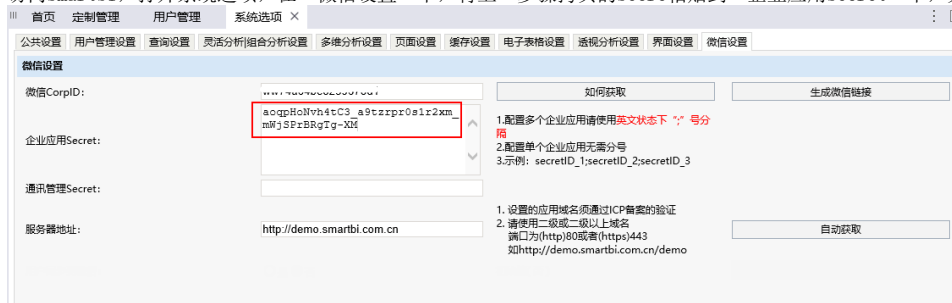 首页 定制管理 用户管理 系统选项 ×
公共设置 用户管理设置 查询设置 灵活分析|组合分析设置 多维分析设置 页面设置 缓存设置 电子表格设置 透视分析设置 界面设置 微信设置
微信设置
微信CorpID: 如何获取 生成微信链接
企业应用Secret:
aoqpHoNvh4tC3_a9tzrpr0s1r2xm_
mWjSPrBRgTg-XM
1.配置多个企业应用请使用英文状态下 ";" 号分
隔
2.配置单个企业应用无需分号
3.示例: secretID_1;secretID_2;secretID_3
通讯管理Secret:
服务器地址: http://demo.smartbi.com.cn
1. 设置的应用域名须通过ICP备案的验证
2. 请使用二级或二级以上域名
端口为(http)80或者(https)443
如http://demo.smartbi.com.cn/demo
自动获取